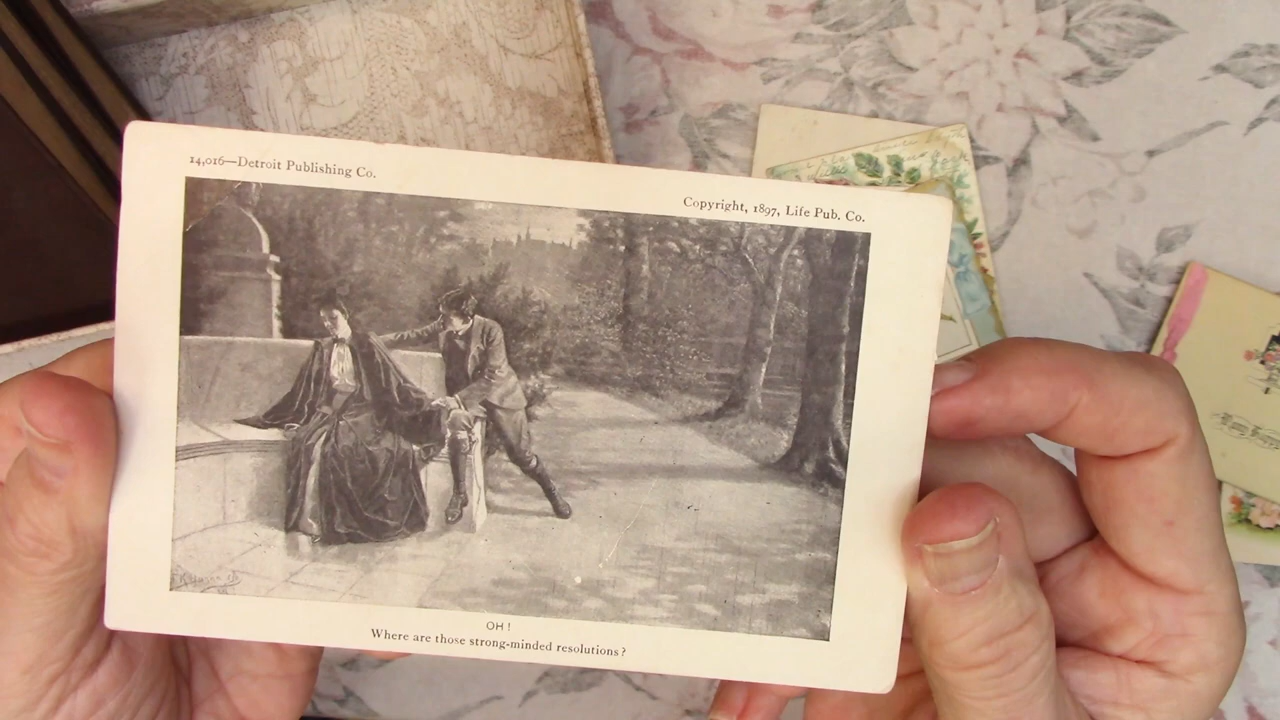 14,016—Detroit Publishing Co.
Copyright, 1897, Life Pub. Co.
OH!
Where are those strong-minded resolutions?